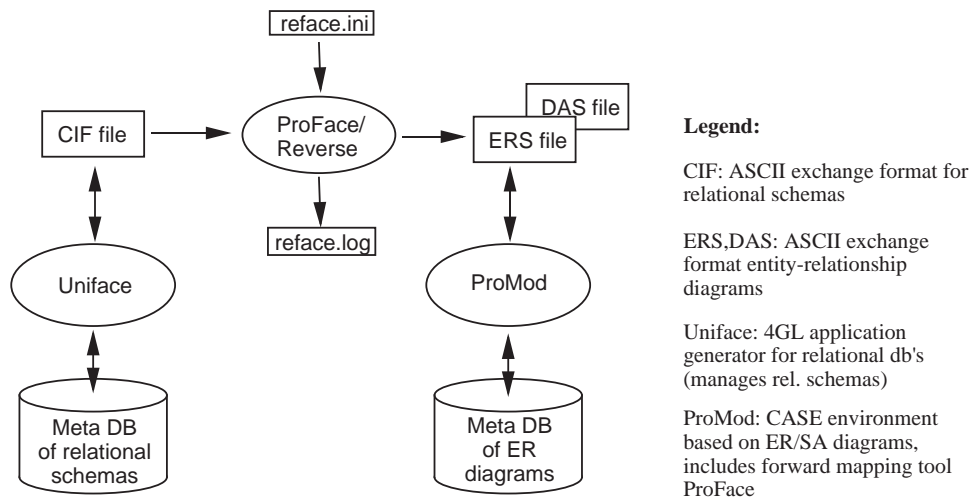 reface.ini
CIF file
ProFace/
Reverse
DAS file
ERS file
reface.log
Uniface
ProMod
Meta DB
of relational
schemas
Meta DB
of ER
diagrams
Legend:
CIF: ASCII exchange format for
relational schemas
ERS,DAS: ASCII exchange
format entity-relationship
diagrams
Uniface: 4GL application
generator for relational db's
(manages rel. schemas)
ProMod: CASE environment
based on ER/SA diagrams,
includes forward mapping tool
ProFace